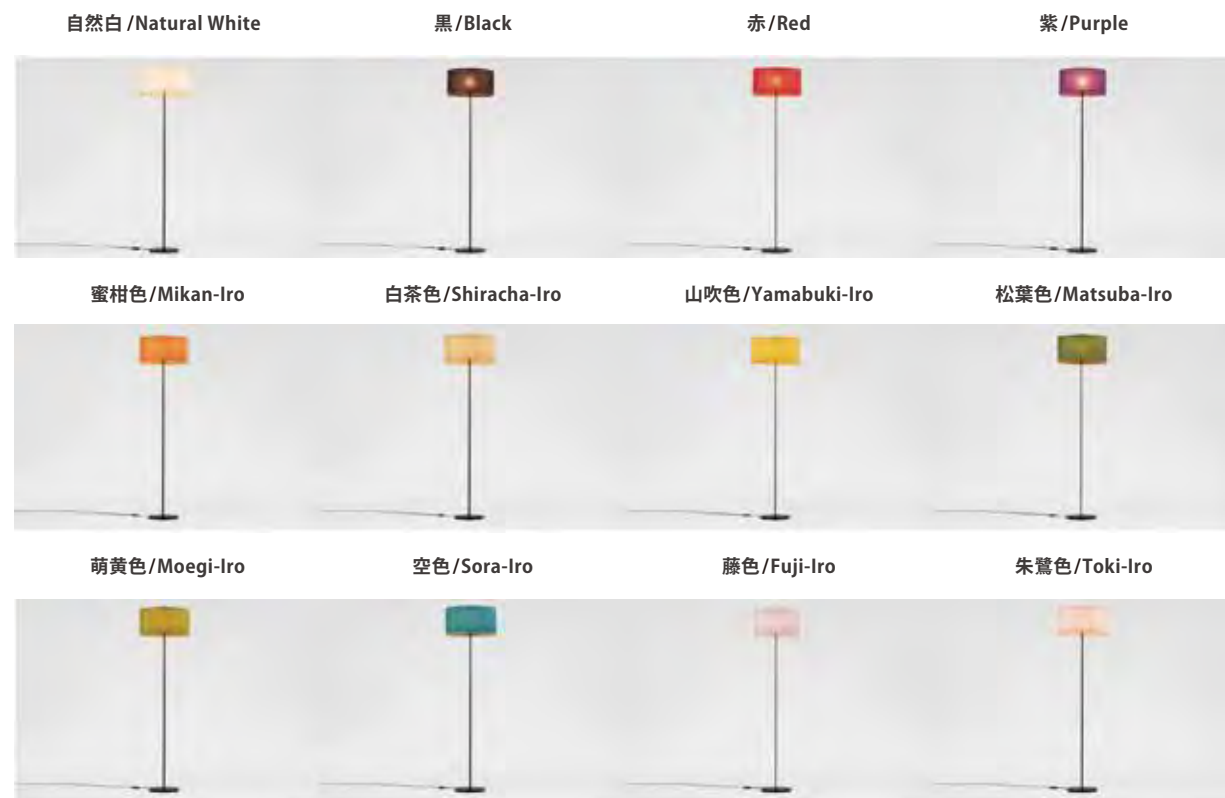 自然白/Natural White
黒/Black
赤/Red
紫/Purple
蜜柑色/Mikan-Iro
白茶色/Shiracha-Iro
山吹色/Yamabuki-Iro
松葉色/Matsuba-Iro
萌黄色/Moegi-Iro
空色/Sora-Iro
藤色/Fuji-Iro
朱鷺色/Toki-Iro